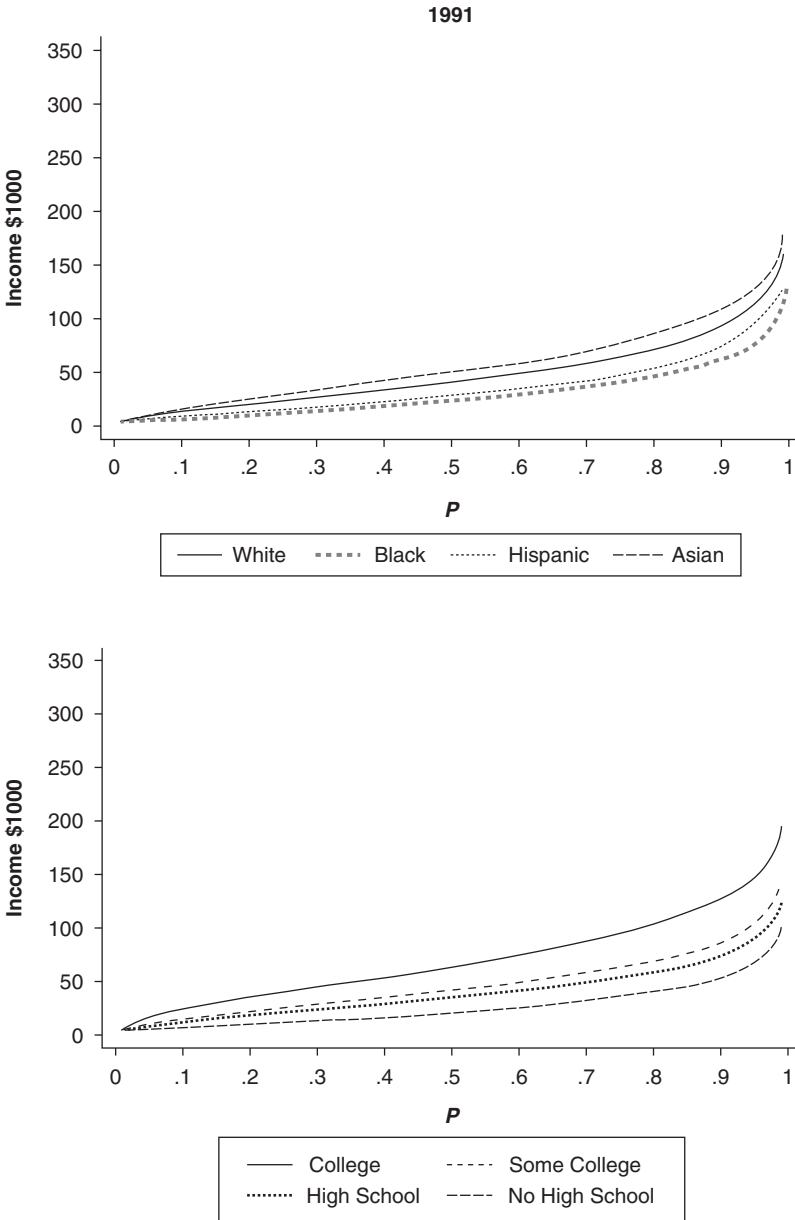 1991
350
300
250
200
150
100
50
0
Income $1000
0 .1 .2 .3 .4 .5 .6 .7 .8 .9 1
P
White Black Hispanic Asian
350
300
250
200
150
100
50
0
Income $1000
0 .1 .2 .3 .4 .5 .6 .7 .8 .9 1
P
College Some College
High School No High School